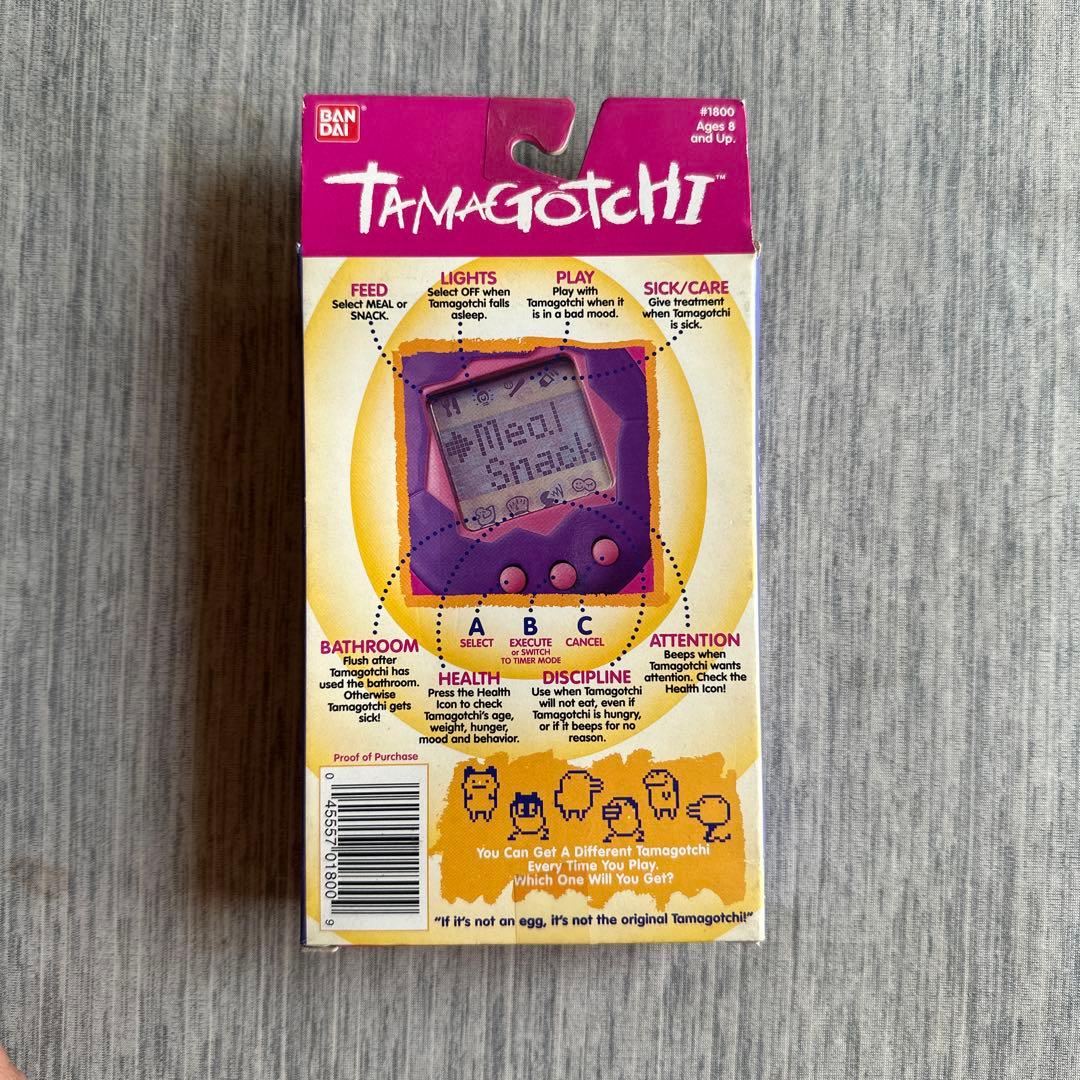 BAN
DAI
®
#1800
Ages 8
and Up.
TAMAGOTCHI™
FEED
Select MEAL or
SNACK.
LIGHTS
Select OFF when
Tamagotchi falls
asleep.
PLAY
Play with
Tamagotchi when it
is in a bad mood.
SICK/CARE
Give treatment
when Tamagotchi
is sick.
Meal
Snack
A
SELECT
B
EXECUTE
or SWITCH
TO TIMER MODE
C
CANCEL
BATHROOM
Flush after
Tamagotchi has
used the bathroom.
Otherwise
Tamagotchi gets
sick!
HEALTH
Press the Health
Icon to check
Tamagotchi's age,
weight, hunger,
mood and behavior.
DISCIPLINE
Use when Tamagotchi
will not eat, even if
Tamagotchi is hungry,
or if it beeps for no
reason.
ATTENTION
Beeps when
Tamagotchi wants
attention. Check the
Health Icon!
Proof of Purchase
0 45557 01800 9
You Can Get A Different Tamagotchi
Every Time You Play.
Which One Will You Get?
"If it's not an egg, it's not the original Tamagotchi!"